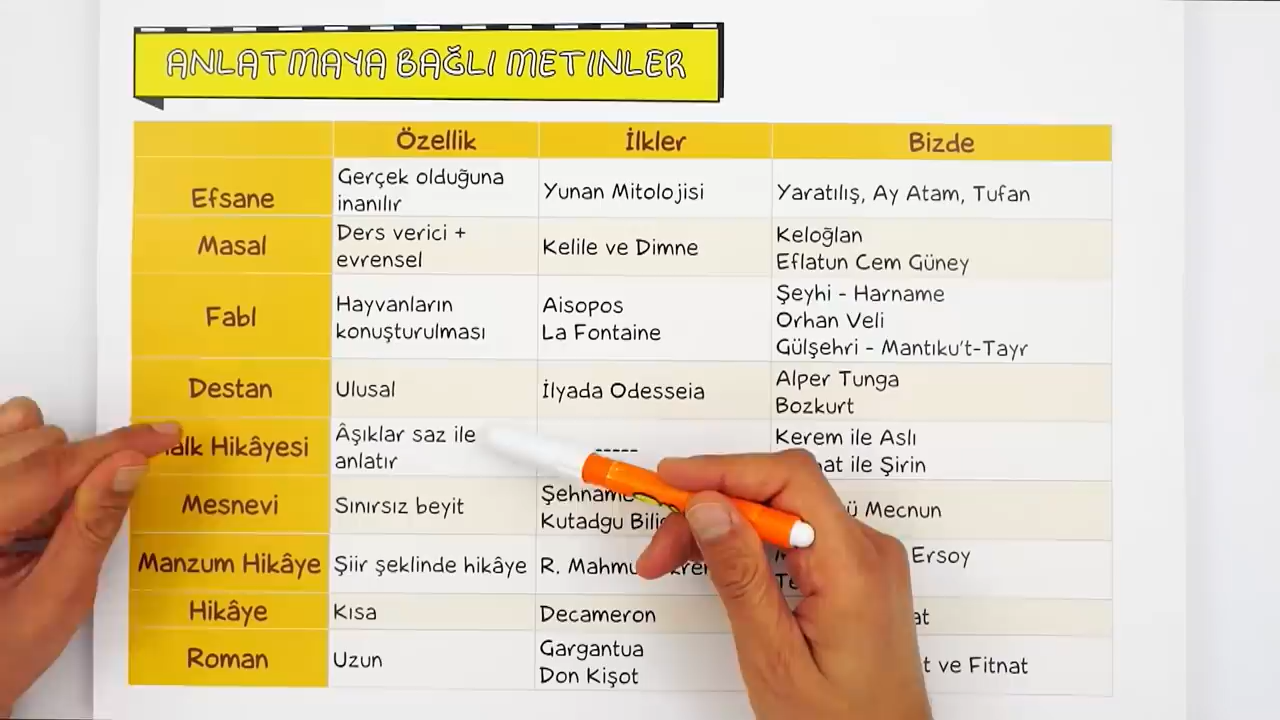 ANLATMAYA BAĞLI METINLER
Özellik İlkler Bizde
Efsane
Gerçek olduğuna
inanılır
Yunan Mitolojisi
Yaratılış, Ay Atam, Tufan
Masal
Ders verici +
evrensel
Kelile ve Dimne
Keloğlan
Eflatun Cem Güney
Fabl
Hayvanların
konuşturulması
Aisopos
La Fontaine
Şeyhi - Harname
Orhan Veli
Gülşehri - Mantıku't-Tayr
Destan
Ulusal
İlyada Odesseia
Alper Tunga
Bozkurt
Hikâyesi
Âşıklar saz ile
anlatır
-----
Kerem ile Aslı
ile Şirin
Mesnevi
Sınırsız beyit
Şehname
Kutadgu
Mecnun
Manzum Hikâye
Şiir şeklinde hikâye
R.
Ersoy
Hikâye
Kısa
Decameron
Roman
Uzun
Gargantua
Don Kişot
ve Fitnat